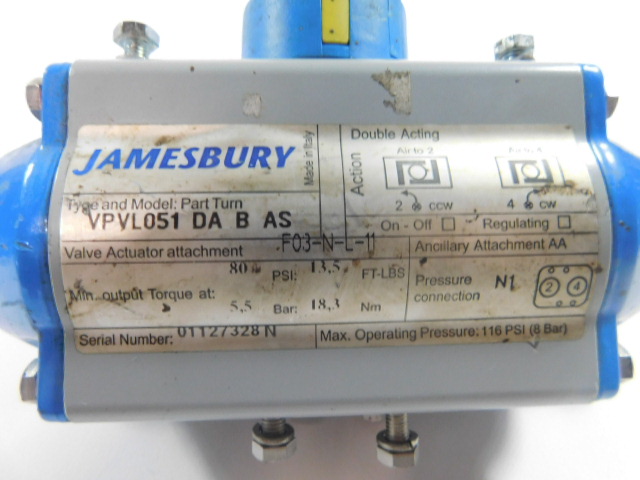 JAMESBURY
Made in Italy
Double Acting
Action
Air to 2
Air to 4
2 CCW
4 CW
Type and Model: Part Turn
VPVL051 DA B AS
On - Off
Regulating
Valve Actuator attachment
F03-N-L-11
Ancillary Attachment AA
Min. output Torque at:
80 PSI: 13,5 FT-LBS
5,5 Bar: 18,3 Nm
Pressure connection N1
2 4
Serial Number: 01127328 N
Max. Operating Pressure: 116 PSI (8 Bar)